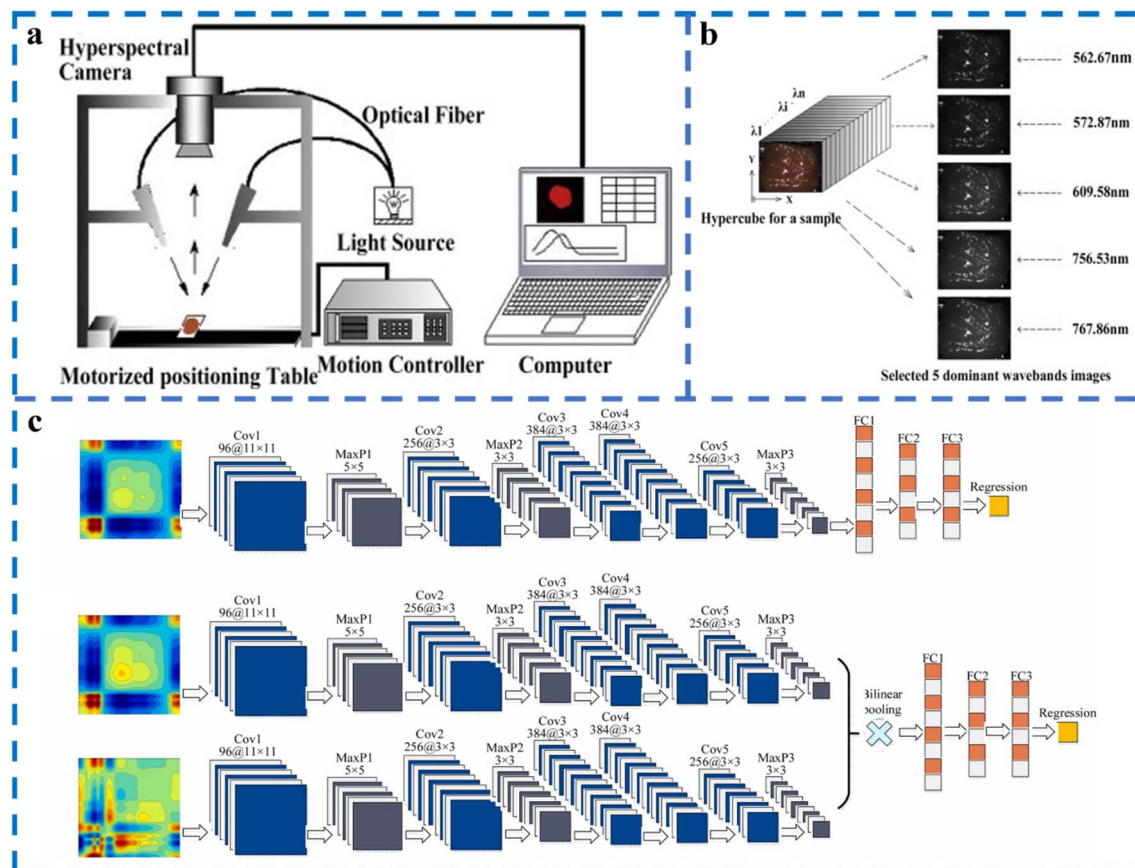 a
Hyperspectral
Camera
Optical Fiber
W
Light Source
Motion Controller
Computer
Motorized positioning Table
b
λn
λi
λ1
Y
X
Hypercube for a sample
562.67nm
572.87nm
609.58nm
756.53nm
767.86nm
Selected 5 dominant wavebands images
c
Cov1
96@11×11
MaxP1
5×5
Cov2
256@3×3
MaxP2
3×3
Cov3
384@3×3
Cov4
384@3×3
Cov5
256@3×3
MaxP3
3×3
FC1
FC2
FC3
Regression
Cov1
96@11×11
MaxP1
5×5
Cov2
256@3×3
MaxP2
3×3
Cov3
384@3×3
Cov4
384@3×3
Cov5
256@3×3
MaxP3
3×3
Cov1
96@11×11
MaxP1
5×5
Cov2
256@3×3
MaxP2
3×3
Cov3
384@3×3
Cov4
384@3×3
Cov5
256@3×3
MaxP3
3×3
Bilinear
pooling
FC1
FC2
FC3
Regression